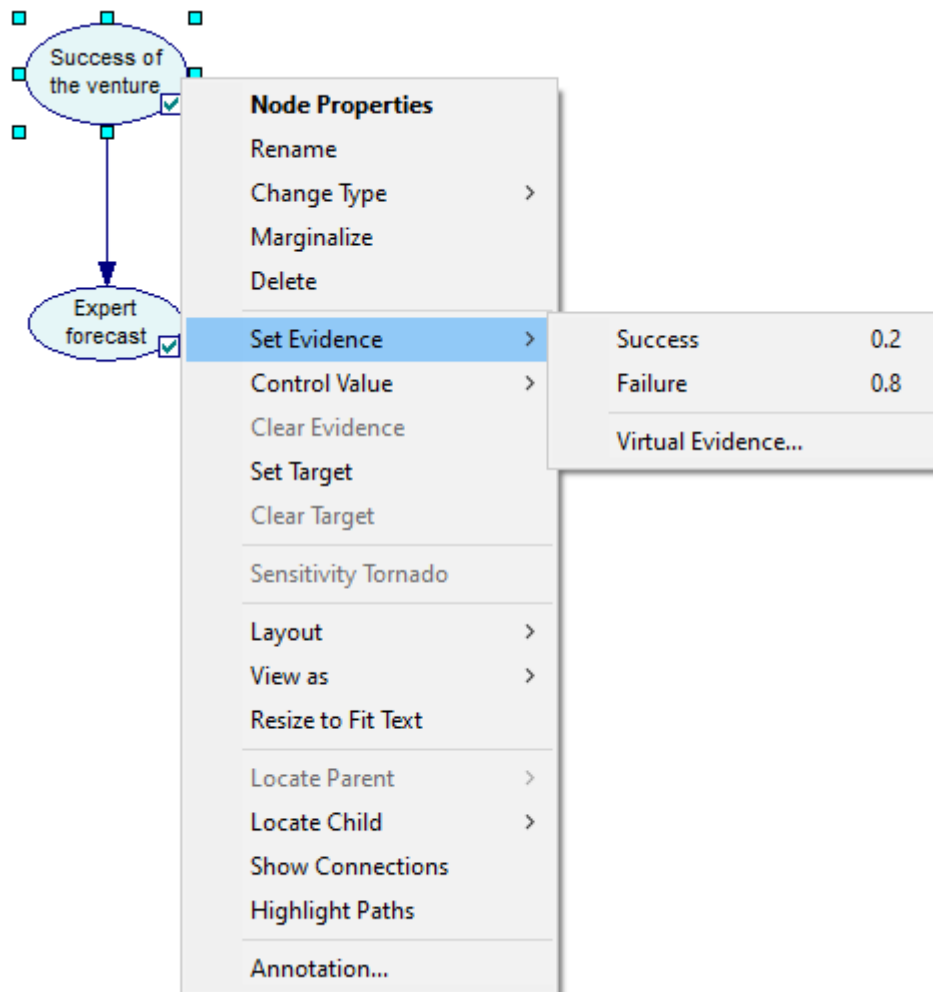 Success of
the venture
Node Properties
Rename
Change Type
Marginalize
Delete
Expert
forecast
Set Evidence
Success 0.2
Control Value
Failure 0.8
Clear Evidence
Virtual Evidence...
Set Target
Clear Target
Sensitivity Tornado
Layout
View as
Resize to Fit Text
Locate Parent
Locate Child
Show Connections
Highlight Paths
Annotation...